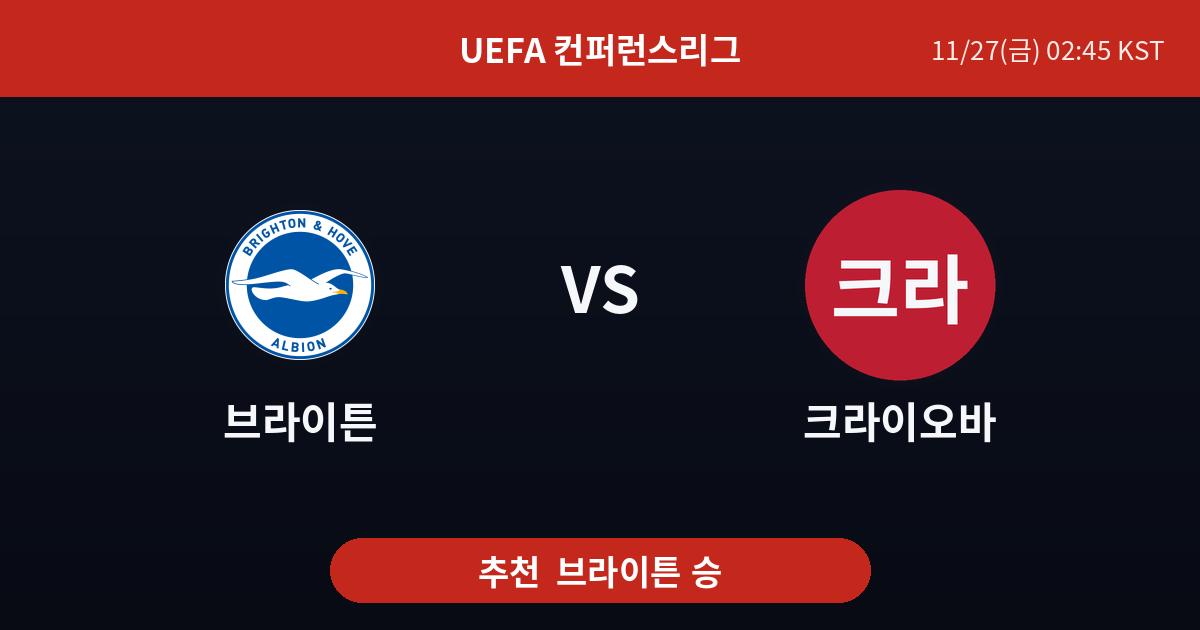 UEFA 컨퍼런스리그
11/27(금) 02:45 KST
BRIGHTON & HOVE
ALBION
VS
크라
브라이튼
크라이오바
추천 브라이튼 승